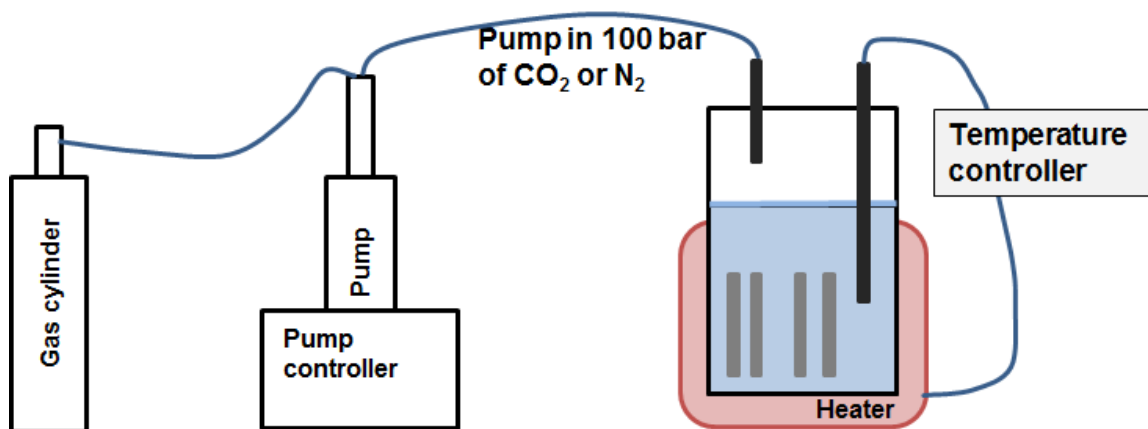 Pump in 100 bar
of CO₂ or N₂
Temperature
controller
Gas cylinder
Pump
Pump
controller
Heater